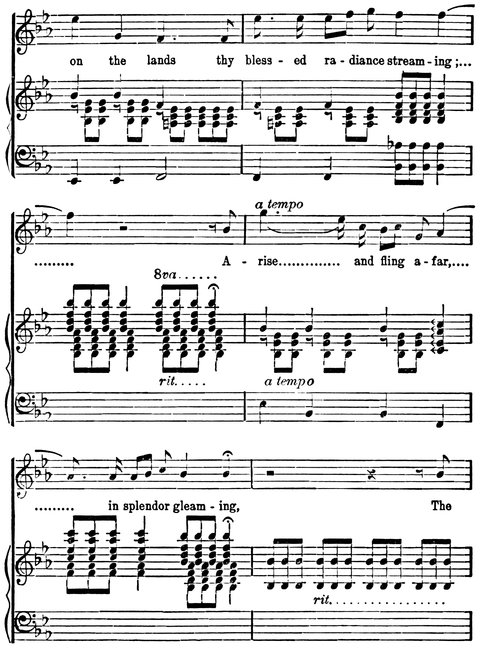 on the lands thy bless - ed ra - diance stream - ing;...
a tempo
......... A - rise.............. and fling a - far,....
8va......
rit.....
a tempo
......... in splendor gleam - ing, The
rit.................